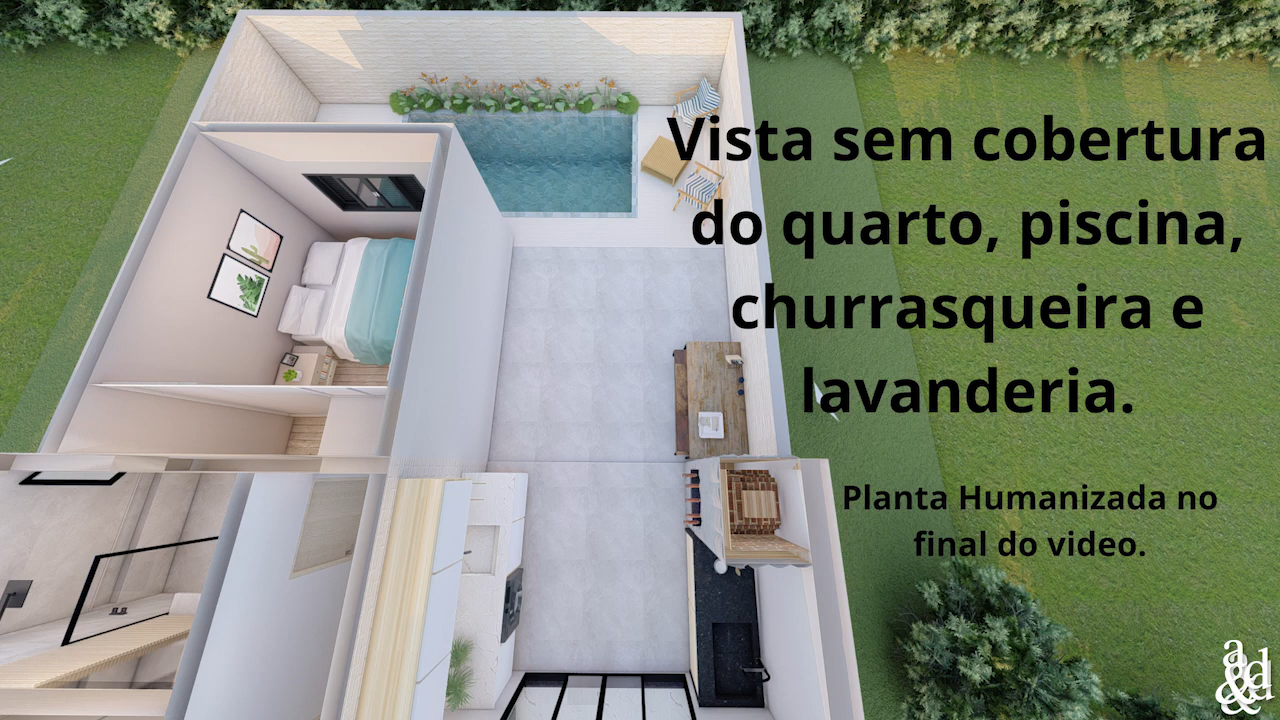 Vista sem cobertura
do quarto, piscina,
churrasqueira e
lavanderia.
Planta Humanizada no
final do video.
a&d